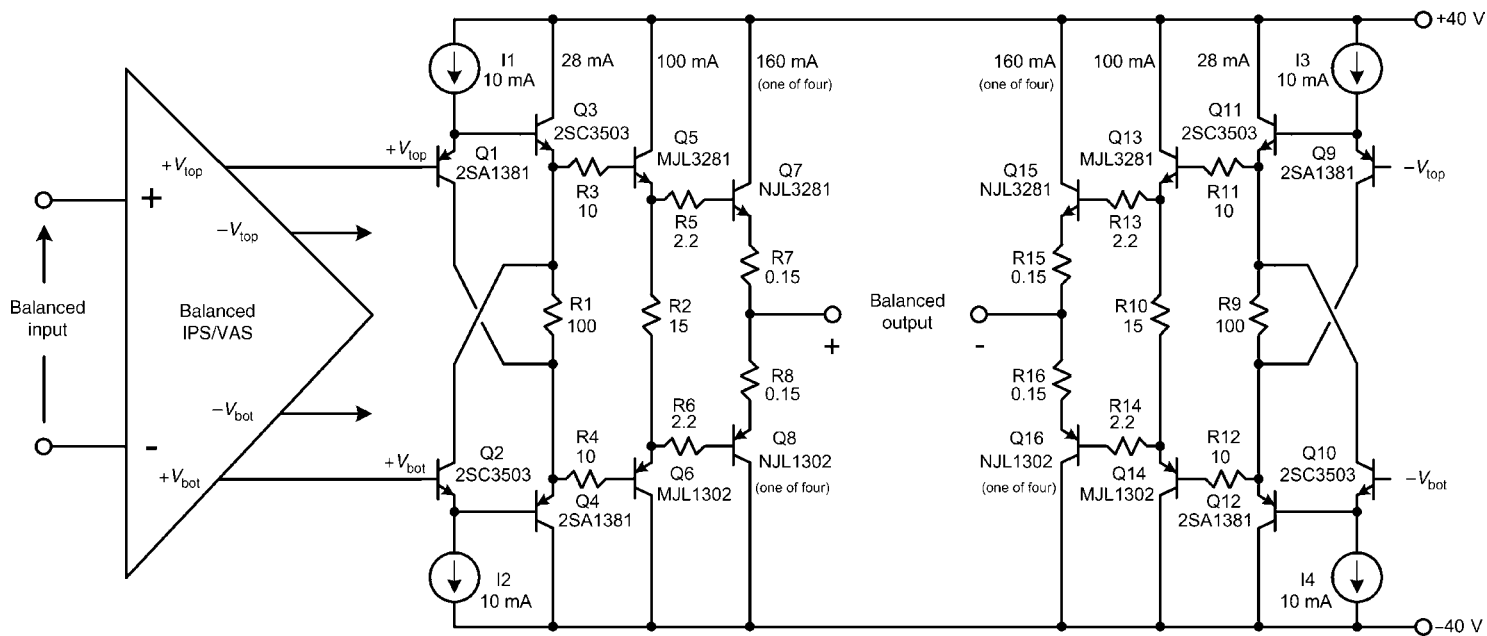 +40 V
I1
10 mA
28 mA
100 mA
160 mA
(one of four)
160 mA
(one of four)
100 mA
28 mA
I3
10 mA
Q3
2SC3503
Q11
2SC3503
+Vtop
+Vtop
Q1
2SA1381
Q5
MJL3281
Q13
MJL3281
Q9
2SA1381
−Vtop
R3
10
Q7
NJL3281
Q15
NJL3281
R11
10
+
−Vtop
R5
2.2
R13
2.2
R7
0.15
R15
0.15
Balanced
input
Balanced
IPS/VAS
R1
100
R2
15
Balanced
output
R10
15
R9
100
+
-
R8
0.15
R16
0.15
−Vbot
R6
2.2
R14
2.2
-
+Vbot
+Vbot
Q2
2SC3503
R4
10
Q8
NJL1302
(one of four)
Q16
NJL1302
(one of four)
R12
10
Q10
2SC3503
−Vbot
Q6
MJL1302
Q14
MJL1302
Q4
2SA1381
Q12
2SA1381
I2
10 mA
I4
10 mA
−40 V